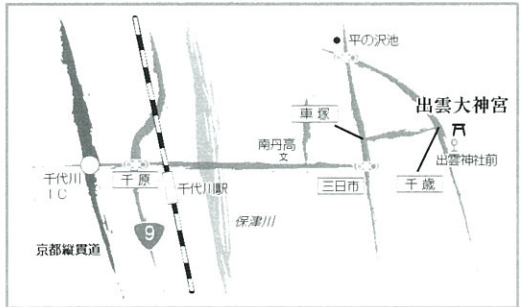 平の沢池
出雲大神宮
車塚
南丹高
文
出雲神社前
千代川
IC
千原
千代川駅
三日市
千歳
保津川
9
京都縦貫道